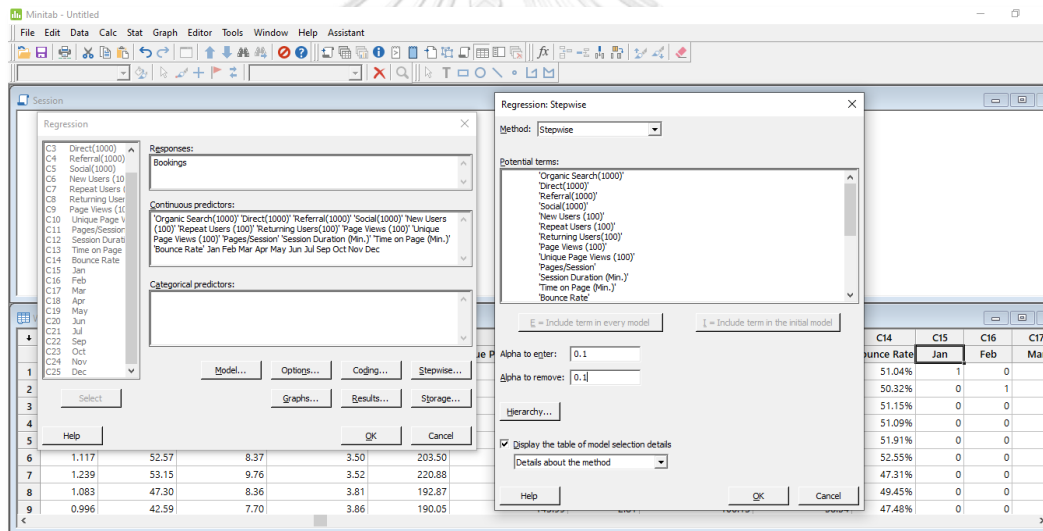 Minitab - Untitled
File Edit Data Calc Stat Graph Editor Tools Window Help Assistant
Session
Regression
C3 Direct(1000)
C4 Referral(1000)
C5 Social(1000)
C6 New Users (10
C7 Repeat Users (
C8 Returning User
C9 Page Views (10
C10 Unique Page V
C11 Pages/Session
C12 Session Durati
C13 Time on Page
C14 Bounce Rate
C15 Jan
C16 Feb
C17 Mar
C18 Apr
C19 May
C20 Jun
C21 Jul
C22 Sep
C23 Oct
C24 Nov
C25 Dec
Select
Help
Responses:
Bookings
Continuous predictors:
'Organic Search(1000)' 'Direct(1000)' 'Referral(1000)' 'Social(1000)' 'New Users
(100)' 'Repeat Users (100)' 'Returning Users(100)' 'Page Views (100)' 'Unique
Page Views (100)' 'Pages/Session' 'Session Duration (Min.)' 'Time on Page (Min.)'
'Bounce Rate' Jan Feb Mar Apr May Jun Jul Sep Oct Nov Dec
Categorical predictors:
Model... Options... Coding... Stepwise...
Graphs... Results... Storage...
OK Cancel
Regression: Stepwise
Method: Stepwise
Potential terms:
'Organic Search(1000)'
'Direct(1000)'
'Referral(1000)'
'Social(1000)'
'New Users (100)'
'Repeat Users (100)'
'Returning Users(100)'
'Page Views (100)'
'Unique Page Views (100)'
'Pages/Session'
'Session Duration (Min.)'
'Time on Page (Min.)'
'Bounce Rate'
E = Include term in every model I = Include term in the initial model
Alpha to enter: 0.1
Alpha to remove: 0.1
Hierarchy...
Display the table of model selection details
Details about the method
Help OK Cancel
C14 C15 C16 C17
ue P ounce Rate Jan Feb Ma
1 51.04% 1 0
2 50.32% 0 1
3 51.15% 0 0
4 51.09% 0 0
5 51.91% 0 0
6 1.117 52.57 8.37 3.50 203.50 52.55% 0 0
7 1.239 53.15 9.76 3.52 220.88 47.31% 0 0
8 1.083 47.30 8.36 3.81 192.87 49.45% 0 0
9 0.996 42.59 7.70 3.86 190.05 47.48% 0 0